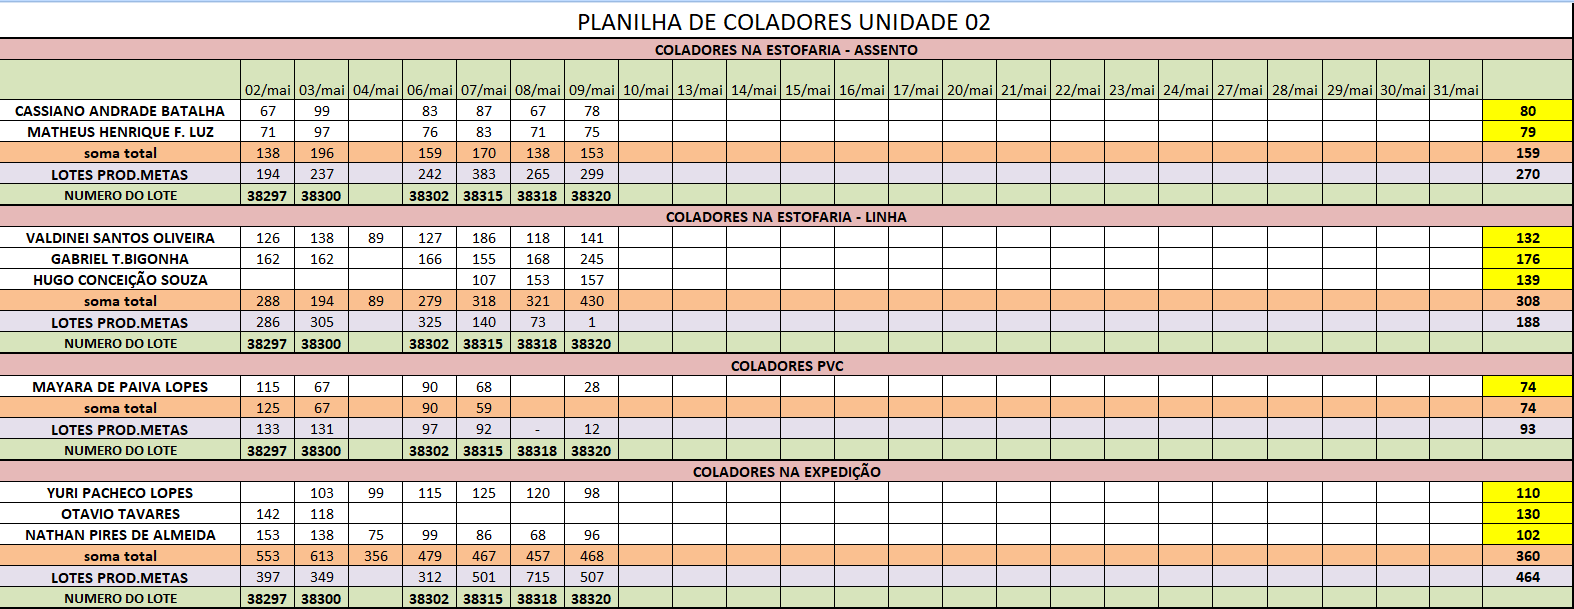 PLANILHA DE COLADORES UNIDADE 02
COLADORES NA ESTOFARIA - ASSENTO
02/mai 03/mai 04/mai 06/mai 07/mai 08/mai 09/mai 10/mai 13/mai 14/mai 15/mai 16/mai 17/mai 20/mai 21/mai 22/mai 23/mai 24/mai 27/mai 28/mai 29/mai 30/mai 31/mai
CASSIANO ANDRADE BATALHA 67 99 83 87 67 78 80
MATHEUS HENRIQUE F. LUZ 71 97 76 83 71 75 79
soma total 138 196 159 170 138 153 159
LOTES PROD.METAS 194 237 242 383 265 299 270
NUMERO DO LOTE 38297 38300 38302 38315 38318 38320
COLADORES NA ESTOFARIA - LINHA
VALDINEI SANTOS OLIVEIRA 126 138 89 127 186 118 141 132
GABRIEL T.BIGONHA 162 162 166 155 168 245 176
HUGO CONCEIÇÃO SOUZA 107 153 157 139
soma total 288 194 89 279 318 321 430 308
LOTES PROD.METAS 286 305 325 140 73 1 188
NUMERO DO LOTE 38297 38300 38302 38315 38318 38320
COLADORES PVC
MAYARA DE PAIVA LOPES 115 67 90 68 28 74
soma total 125 67 90 59 74
LOTES PROD.METAS 133 131 97 92 - 12 93
NUMERO DO LOTE 38297 38300 38302 38315 38318 38320
COLADORES NA EXPEDIÇÃO
YURI PACHECO LOPES 103 99 115 125 120 98 110
OTAVIO TAVARES 142 118 130
NATHAN PIRES DE ALMEIDA 153 138 75 99 86 68 96 102
soma total 553 613 356 479 467 457 468 360
LOTES PROD.METAS 397 349 312 501 715 507 464
NUMERO DO LOTE 38297 38300 38302 38315 38318 38320